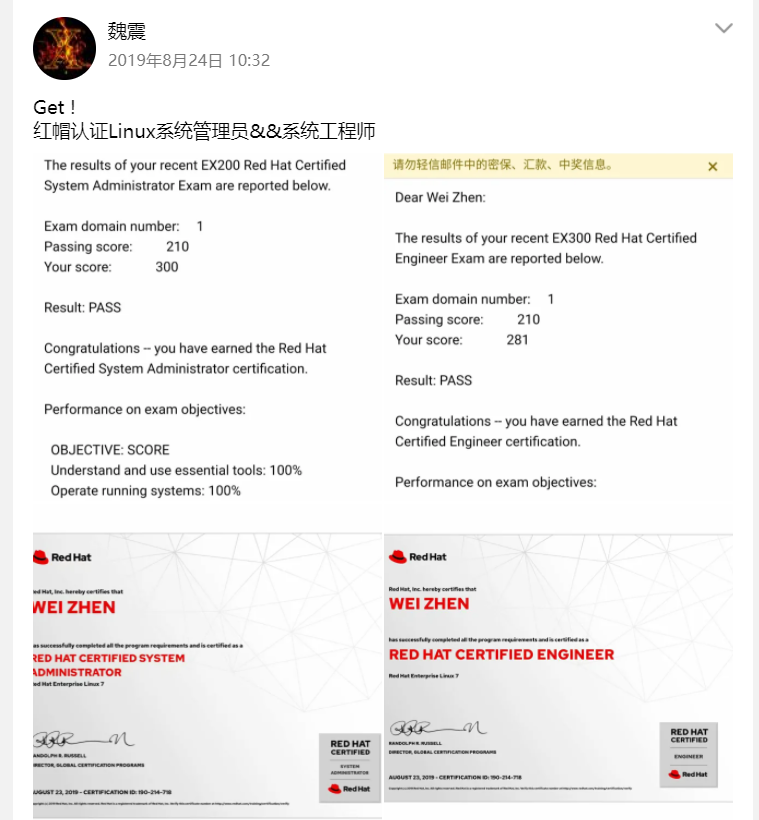 魏震
2019年8月24日 10:32
Get！
红帽认证Linux系统管理员&&系统工程师
The results of your recent EX200 Red Hat Certified
System Administrator Exam are reported below.
Exam domain number: 1
Passing score: 210
Your score: 300
Result: PASS
Congratulations -- you have earned the Red Hat
Certified System Administrator certification.
Performance on exam objectives:
OBJECTIVE: SCORE
Understand and use essential tools: 100%
Operate running systems: 100%
请勿轻信邮件中的密保、汇款、中奖信息。
Dear Wei Zhen:
The results of your recent EX300 Red Hat Certified
Engineer Exam are reported below.
Exam domain number: 1
Passing score: 210
Your score: 281
Result: PASS
Congratulations -- you have earned the Red Hat
Certified Engineer certification.
Performance on exam objectives:
Red Hat
ed Hat, Inc. hereby certifies that
WEI ZHEN
as successfully completed all the program requirements and is certified as a
RED HAT CERTIFIED SYSTEM
ADMINISTRATOR
ed Hat Enterprise Linux 7
ANDOLPH R. RUSSELL
DIRECTOR, GLOBAL CERTIFICATION PROGRAMS
UGUST 23, 2019 - CERTIFICATION ID: 190-214-718
RED HAT
CERTIFIED
SYSTEM
ADMINISTRATOR
Red Hat
Red Hat
Red Hat, Inc. hereby certifies that
WEI ZHEN
has successfully completed all the program requirements and is certified as a
RED HAT CERTIFIED ENGINEER
Red Hat Enterprise Linux 7
RANDOLPH R. RUSSELL
DIRECTOR, GLOBAL CERTIFICATION PROGRAMS
AUGUST 23, 2019 - CERTIFICATION ID: 190-214-718
RED HAT
CERTIFIED
ENGINEER
Red Hat